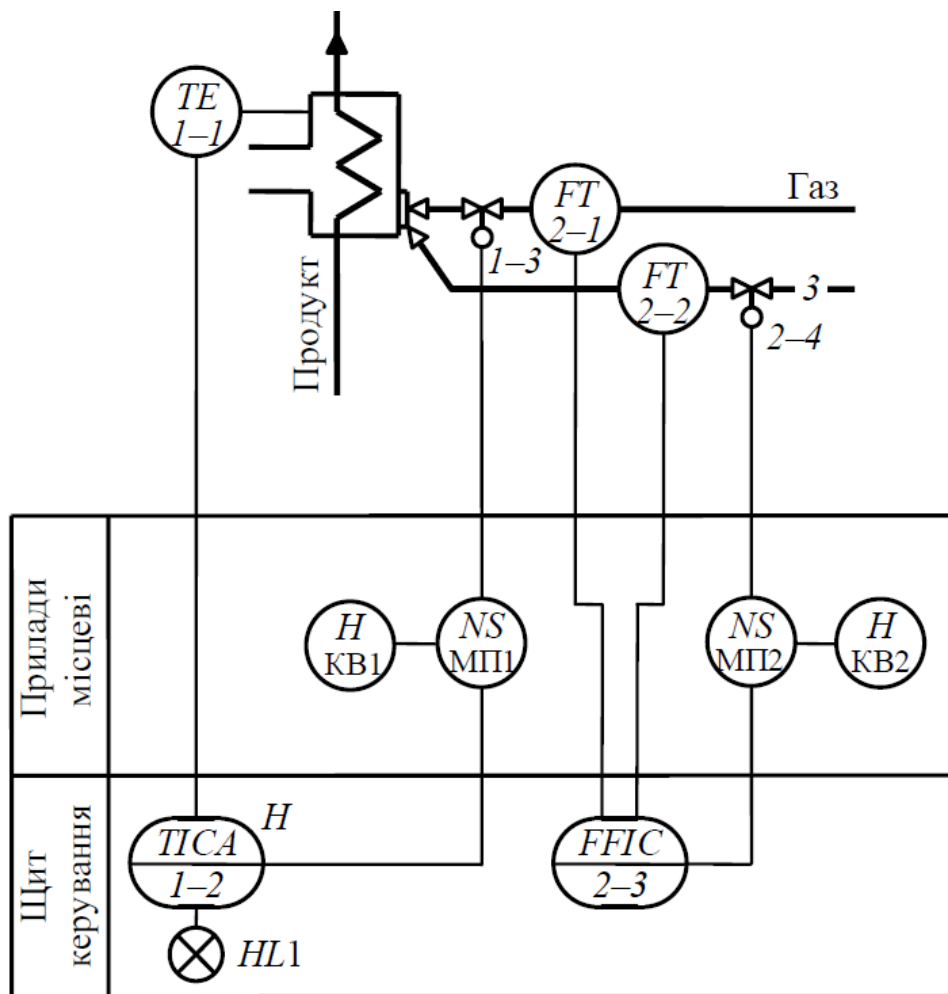 TE
1–1
FT
2–1
Газ
1–3
FT
2–2
3
2–4
Продукт
Прилади
місцеві
H
КВ1
NS
МП1
NS
МП2
H
КВ2
Щит
керування
TICA
1–2
H
FFIC
2–3
HL1